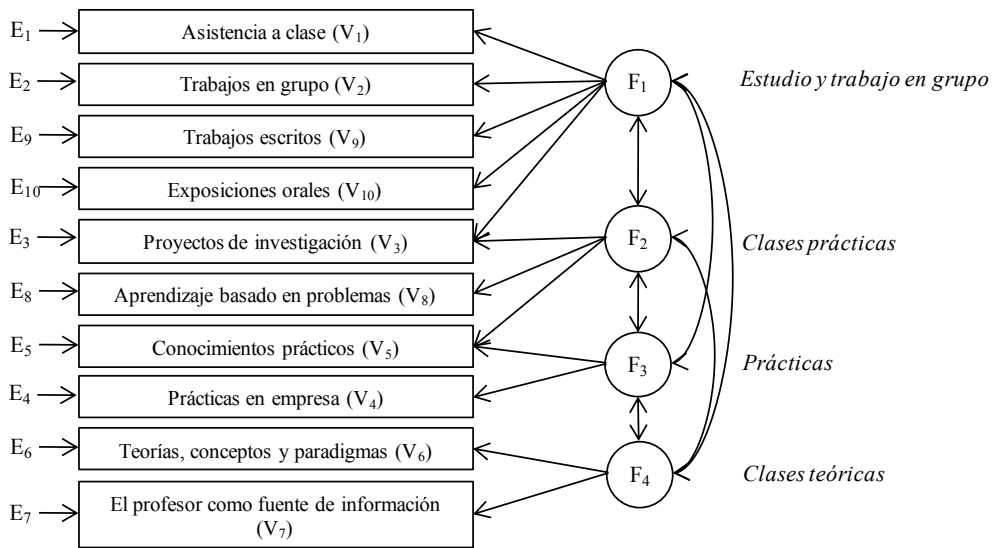 E1 Asistencia a clase (V1)
E2 Trabajos en grupo (V2) F1 Estudio y trabajo en grupo
E9 Trabajos escritos (V9)
E10 Exposiciones orales (V10)
E3 Proyectos de investigación (V3) F2 Clases prácticas
E8 Aprendizaje basado en problemas (V8)
E5 Conocimientos prácticos (V5) F3 Prácticas
E4 Prácticas en empresa (V4)
E6 Teorías, conceptos y paradigmas (V6) F4 Clases teóricas
E7 El profesor como fuente de información
(V7)